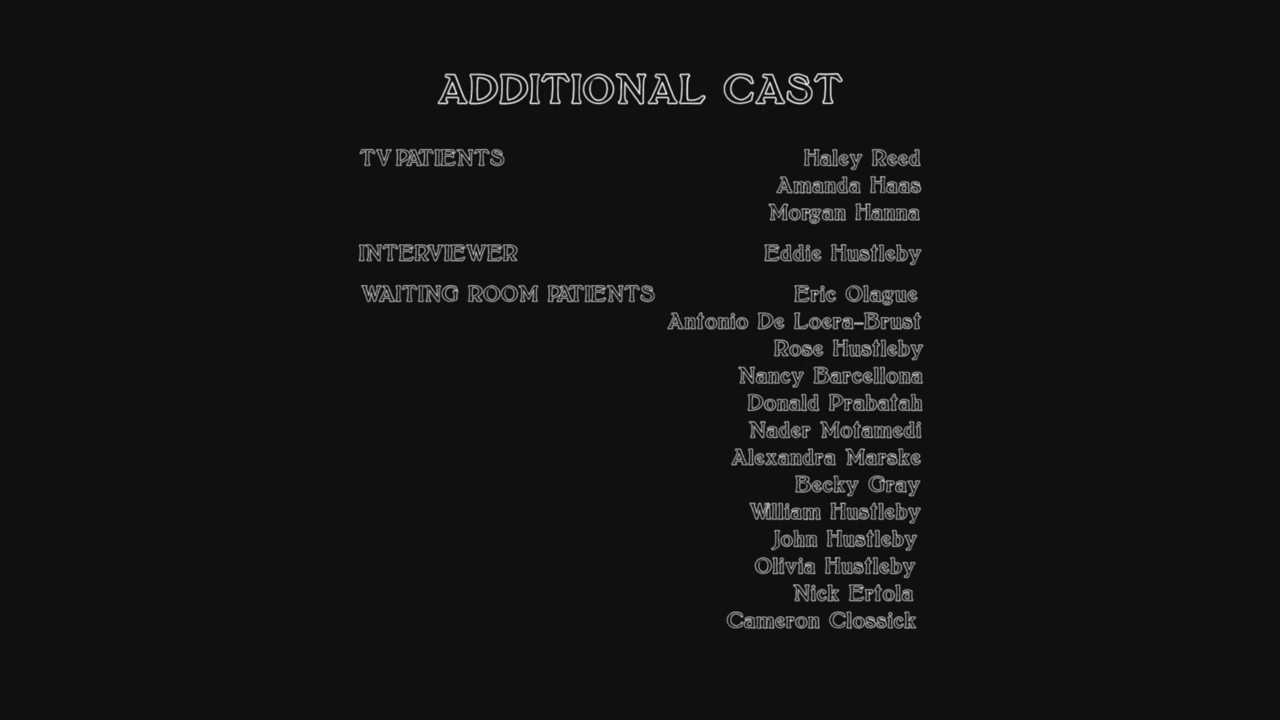 ADDITIONAL CAST
TV PATIENTS Haley Reed
Amanda Haas
Morgan Hanna
INTERVIEWER Eddie Hustleby
WAITING ROOM PATIENTS Eric Olague
Antonio De Loera-Brust
Rose Hustleby
Nancy Barcellona
Donald Prabatah
Nader Motamedi
Alexandra Marske
Becky Gray
William Hustleby
John Hustleby
Olivia Hustleby
Nick Ertola
Cameron Clossick